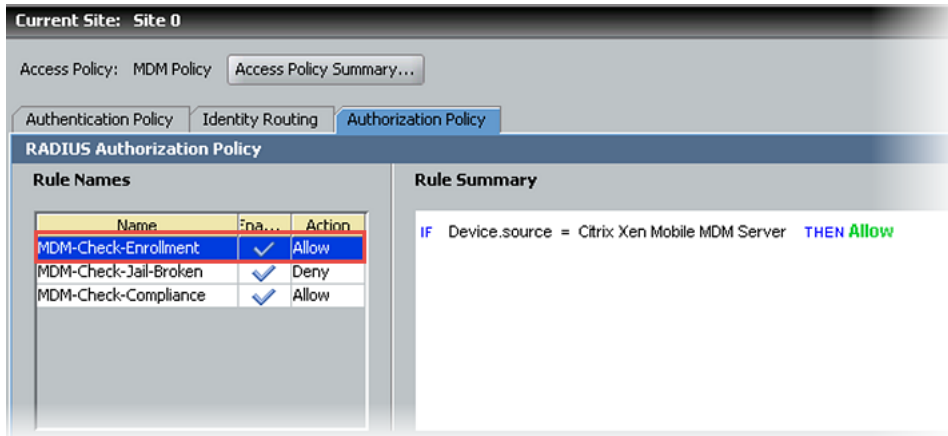 Current Site: Site 0
Access Policy: MDM Policy Access Policy Summary...
Authentication Policy Identity Routing Authorization Policy
RADIUS Authorization Policy
Rule Names Rule Summary
Name Ena... Action
IF Device.source = Citrix Xen Mobile MDM Server THEN Allow
MDM-Check-Enrollment Allow
MDM-Check-Jail-Broken Deny
MDM-Check-Compliance Allow